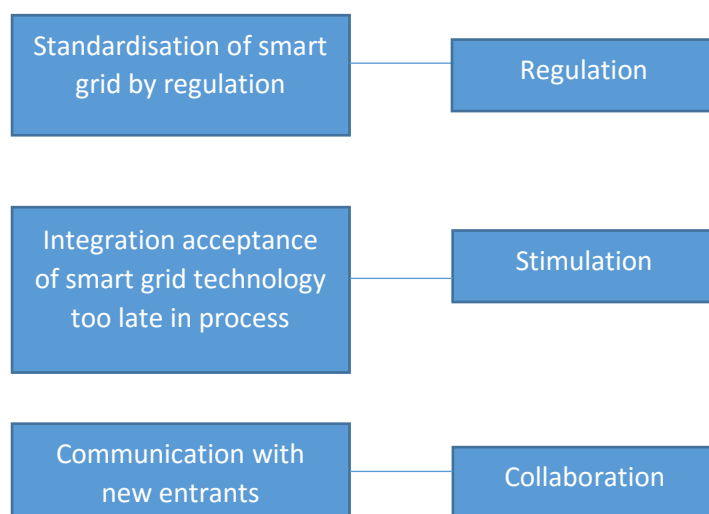 Standardisation of smart
grid by regulation
Regulation
Integration acceptance
of smart grid technology
too late in process
Stimulation
Communication with
new entrants
Collaboration